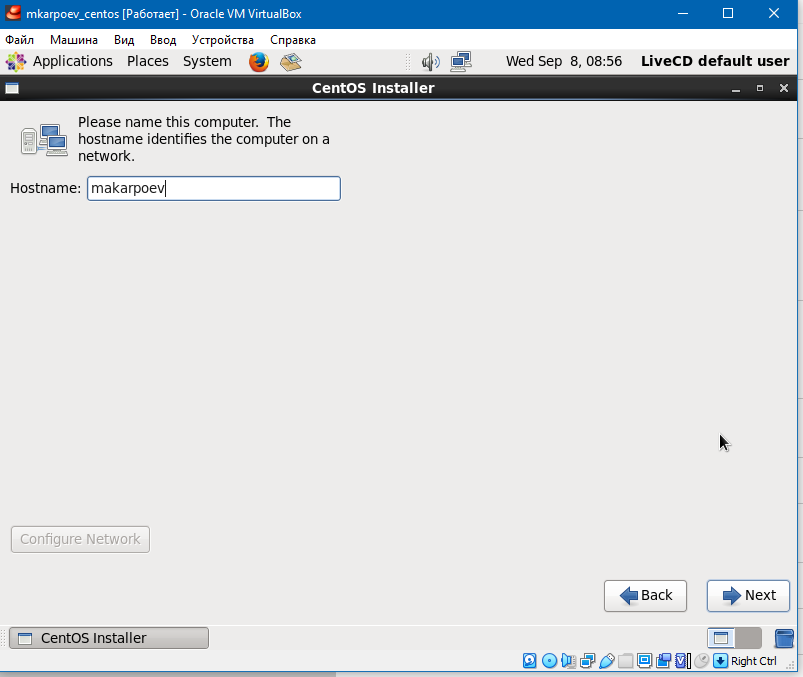 mkarpoev_centos [Работает] - Oracle VM VirtualBox
Файл Машина Вид Ввод Устройства Справка
Applications Places System Wed Sep 8, 08:56 LiveCD default user
CentOS Installer
Please name this computer. The
hostname identifies the computer on a
network.
Hostname: makarpoev
Configure Network
Back Next
CentOS Installer
Right Ctrl